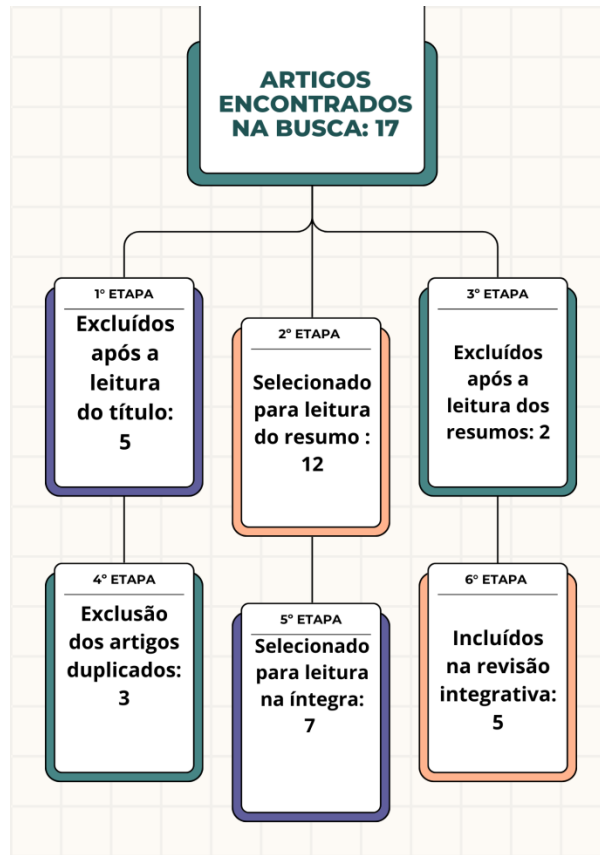 ARTIGOS
ENCONTRADOS
NA BUSCA: 17
1º ETAPA
Excluídos
após a
leitura
do título:
5
2º ETAPA
Selecionado
para leitura
do resumo :
12
3º ETAPA
Excluídos
após a
leitura dos
resumos: 2
4º ETAPA
Exclusão
dos artigos
duplicados:
3
5º ETAPA
Selecionado
para leitura
na íntegra:
7
6º ETAPA
Incluídos
na revisão
integrativa:
5